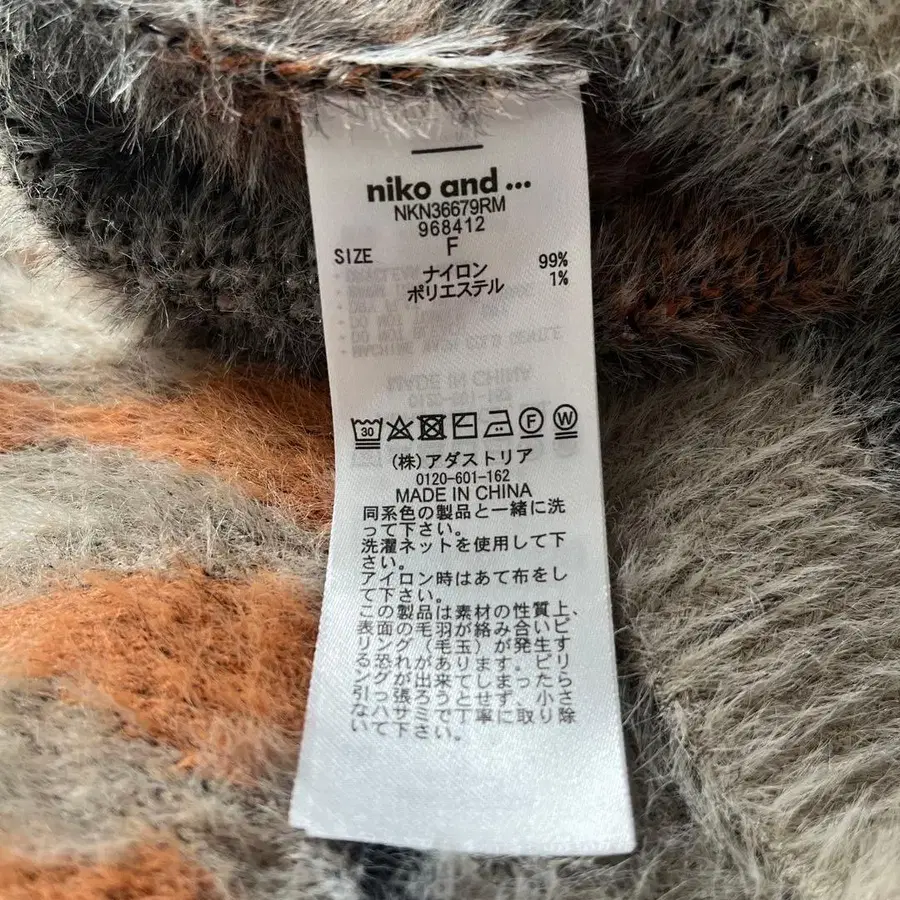 niko and ...
NKN36679RM
968412
SIZE F
ナイロン 99%
ポリエステル 1%
30
F
W
(株)アダストリア
0120-601-162
MADE IN CHINA
同系色の製品と一緒に洗
って下さい。
洗濯ネットを使用して下
さい。
アイロン時はあて布をし
て下さい。
この製品は素材の性質上、
表面の毛羽が絡み合いピ
リング(毛玉)が発生す
る恐れがあります。ピリ
ングが出来てしまったら
引っ張ろうとせず、小さ
なハサミで丁寧に取り除
いて下さい。